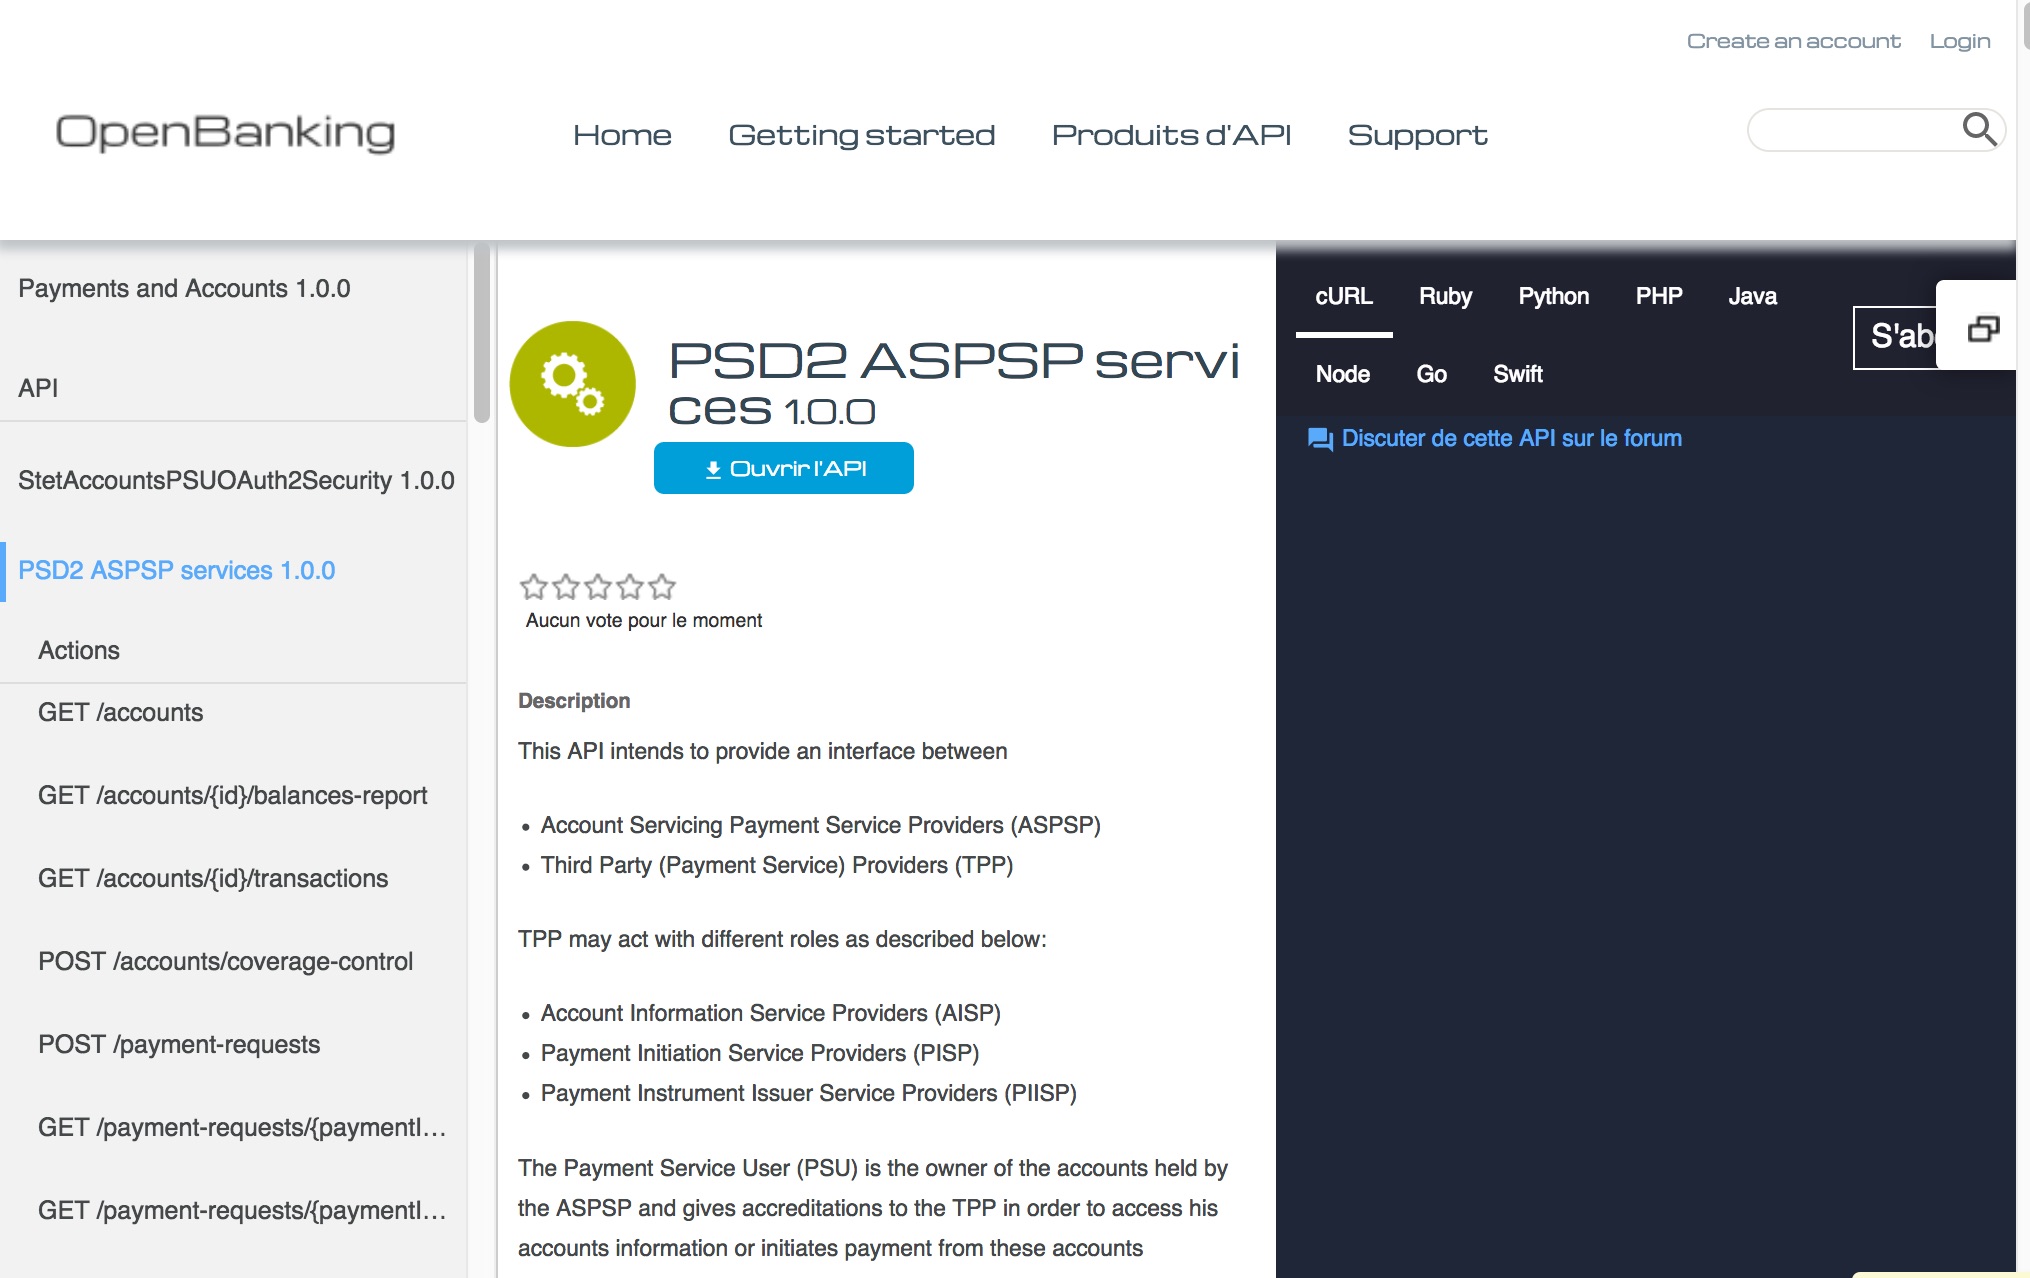 Create an account Login
OpenBanking
Home Getting started Produits d'API Support
Payments and Accounts 1.0.0
API
StetAccountsPSUOAuth2Security 1.0.0
PSD2 ASPSP services 1.0.0
Actions
GET /accounts
GET /accounts/{id}/balances-report
GET /accounts/{id}/transactions
POST /accounts/coverage-control
POST /payment-requests
GET /payment-requests/{paymentI...
GET /payment-requests/{paymentI...
PSD2 ASPSP servi
ces 1.0.0
Ouvrir l'API
Aucun vote pour le moment
Description
This API intends to provide an interface between
• Account Servicing Payment Service Providers (ASPSP)
• Third Party (Payment Service) Providers (TPP)
TPP may act with different roles as described below:
• Account Information Service Providers (AISP)
• Payment Initiation Service Providers (PISP)
• Payment Instrument Issuer Service Providers (PIISP)
The Payment Service User (PSU) is the owner of the accounts held by
the ASPSP and gives accreditations to the TPP in order to access his
accounts information or initiates payment from these accounts
cURL Ruby Python PHP Java
Node Go Swift
S'ab
Discuter de cette API sur le forum